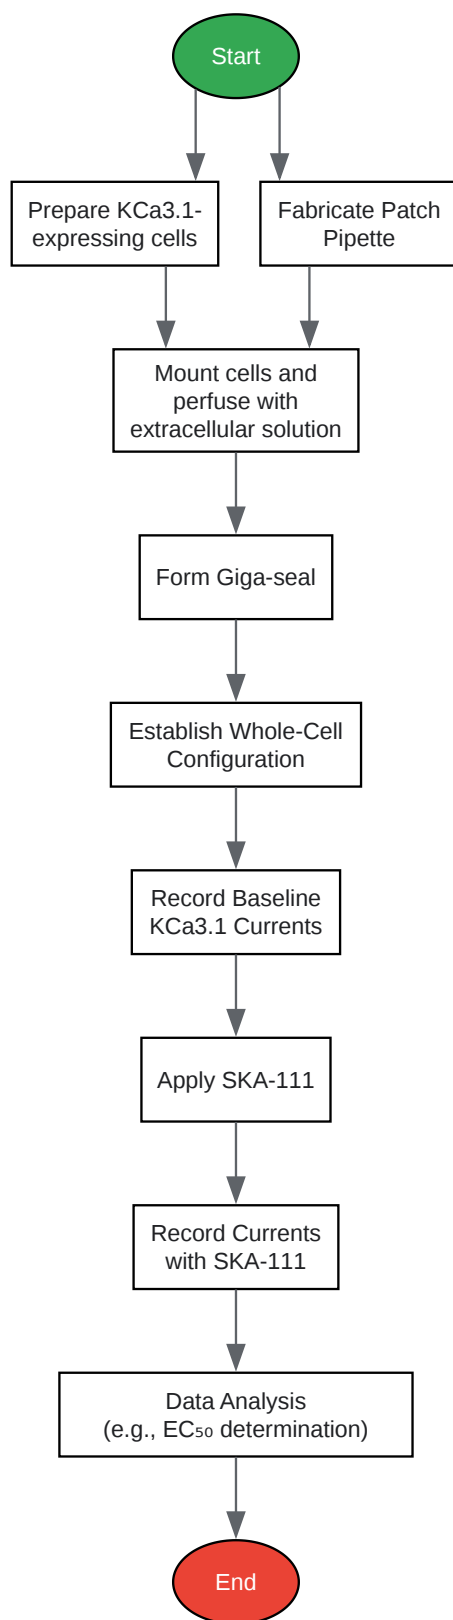 Start
Prepare KCa3.1-
expressing cells
Fabricate Patch
Pipette
Mount cells and
perfuse with
extracellular solution
Form Giga-seal
Establish Whole-Cell
Configuration
Record Baseline
KCa3.1 Currents
Apply SKA-111
Record Currents
with SKA-111
Data Analysis
(e.g., EC₅₀ determination)
End